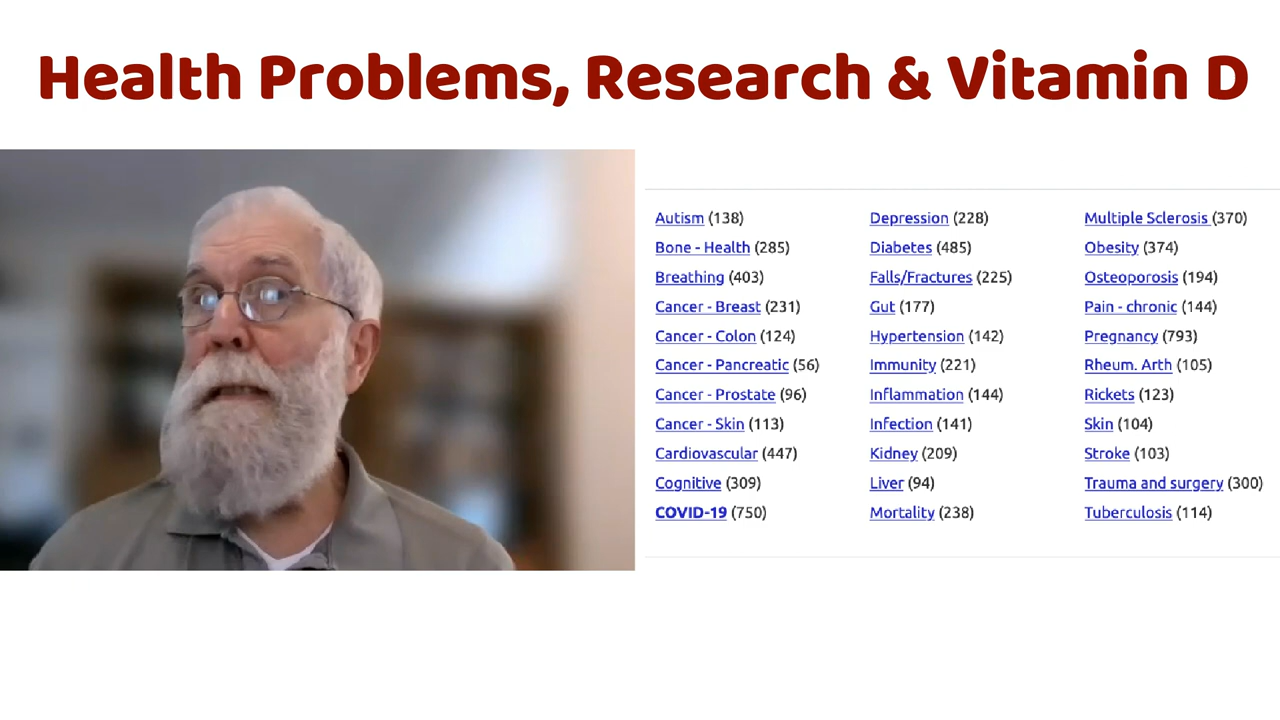 Health Problems, Research & Vitamin D
Autism (138)
Bone - Health (285)
Breathing (403)
Cancer - Breast (231)
Cancer - Colon (124)
Cancer - Pancreatic (56)
Cancer - Prostate (96)
Cancer - Skin (113)
Cardiovascular (447)
Cognitive (309)
COVID-19 (750)
Depression (228)
Diabetes (485)
Falls/Fractures (225)
Gut (177)
Hypertension (142)
Immunity (221)
Inflammation (144)
Infection (141)
Kidney (209)
Liver (94)
Mortality (238)
Multiple Sclerosis (370)
Obesity (374)
Osteoporosis (194)
Pain - chronic (144)
Pregnancy (793)
Rheum. Arth (105)
Rickets (123)
Skin (104)
Stroke (103)
Trauma and surgery (300)
Tuberculosis (114)